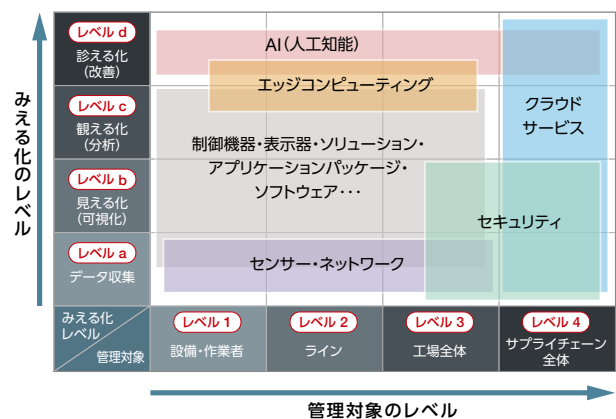 みえる化のレベル
レベル d
診える化
(改善)
レベル c
観える化
(分析)
レベル b
見える化
(可視化)
レベル a
データ収集
AI(人工知能)
エッジコンピューティング
クラウド
サービス
制御機器・表示器・ソリューション・
アプリケーションパッケージ・
ソフトウェア・・・
セキュリティ
センサー・ネットワーク
みえる化
レベル
管理対象
レベル 1
設備・作業者
レベル 2
ライン
レベル 3
工場全体
レベル 4
サプライチェーン
全体
管理対象のレベル